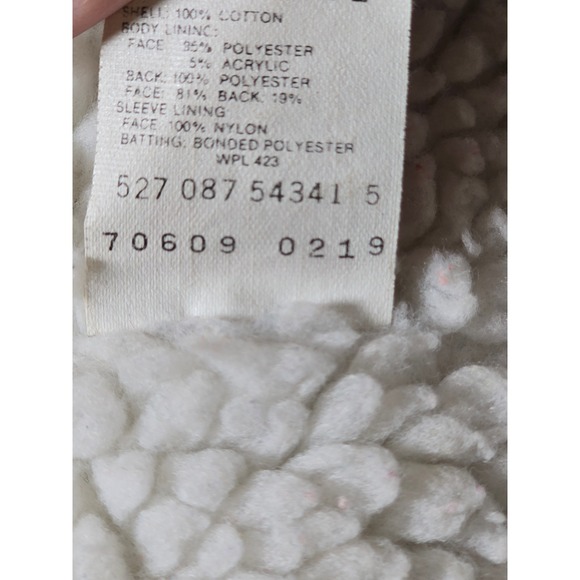 SHELL: 100% COTTON
BODY LINING:
FACE 95% POLYESTER
5% ACRYLIC
BACK: 100% POLYESTER
FACE: 81% BACK: 19%
SLEEVE LINING
FACE: 100% NYLON
BATTING: BONDED POLYESTER
WPL 423
527 087 54341 5
70609 0219